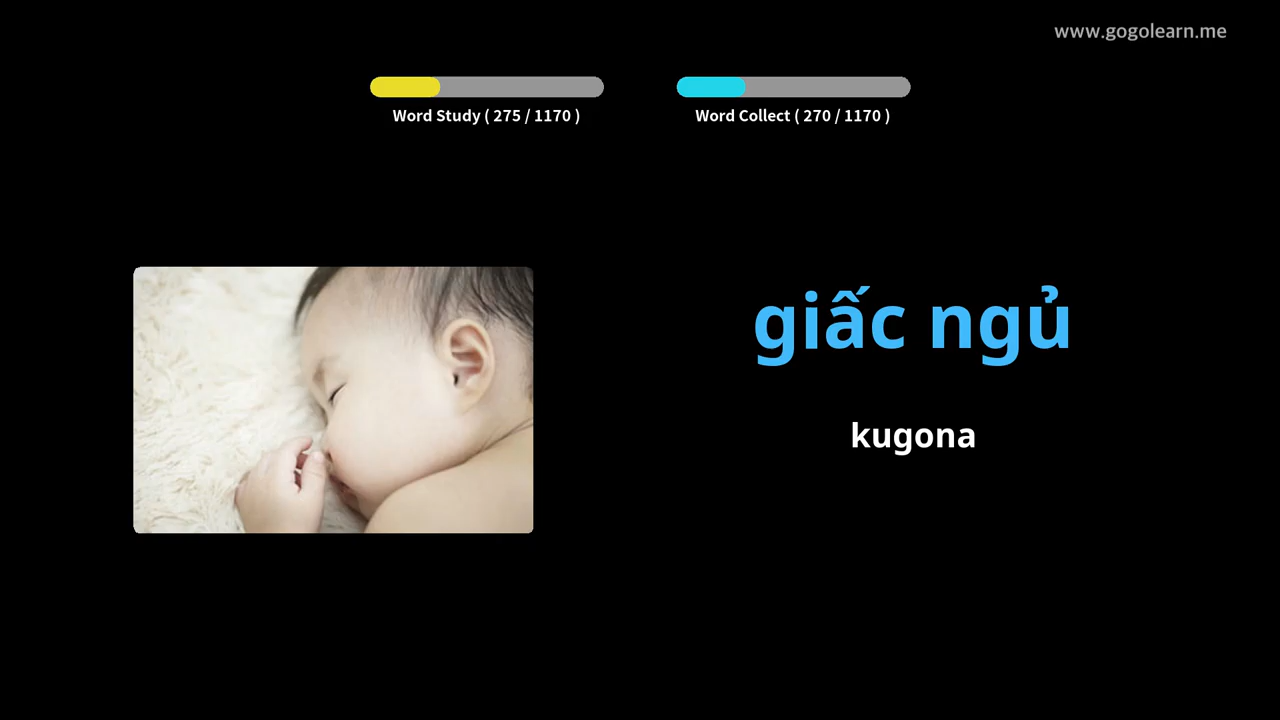 www.gogolearn.me
Word Study ( 275 / 1170 )
Word Collect ( 270 / 1170 )
giấc ngủ
kugona